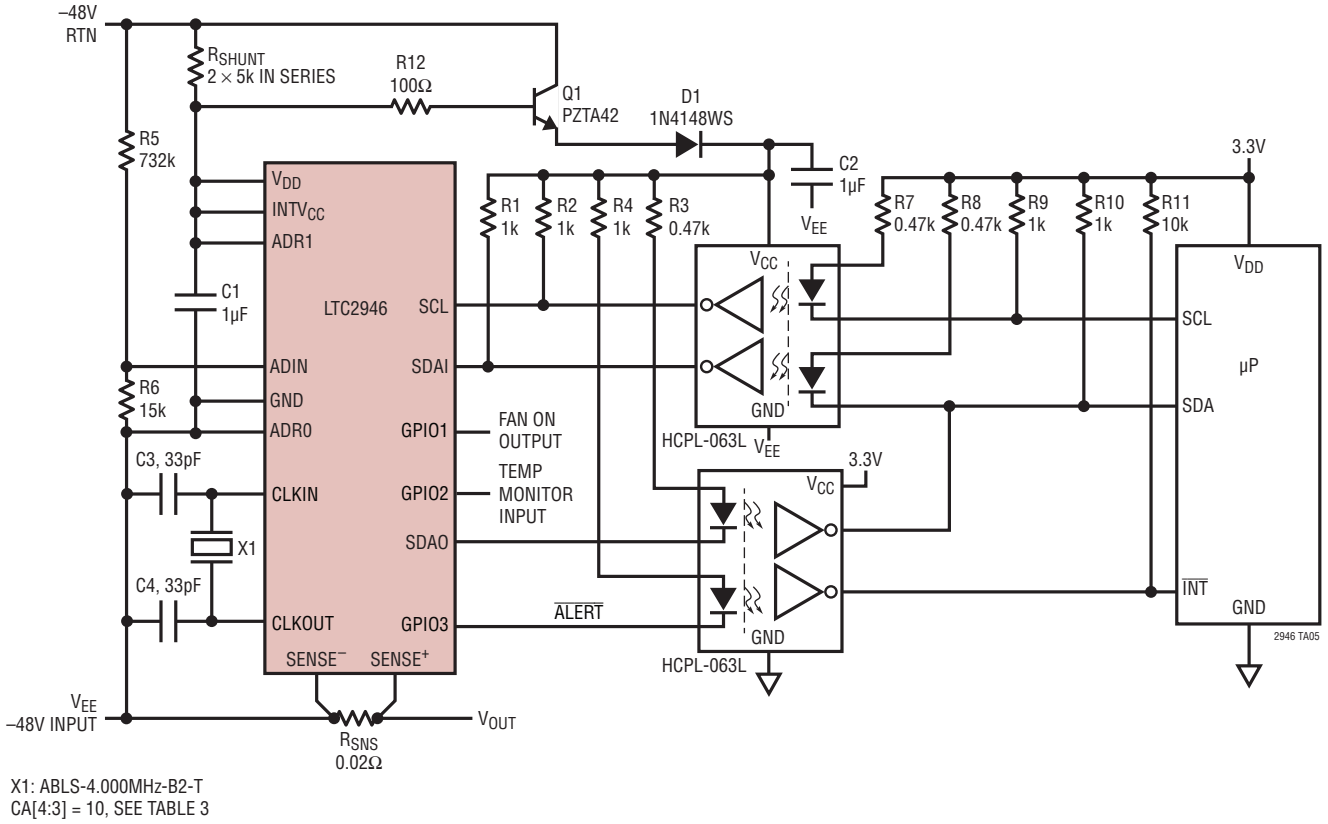 –48V
RTN
RSHUNT
2 × 5k IN SERIES
R12
100Ω
Q1
PZTA42
D1
1N4148WS
R5
732k
C2
1µF
VEE
3.3V
VDD
INTVCC
ADR1
C1
1µF
LTC2946
SCL
SDAI
ADIN
GND
ADR0
R6
15k
GPIO1
FAN ON
OUTPUT
GPIO2
TEMP
MONITOR
INPUT
SDAO
GPIO3
ALERT
C3, 33pF
CLKIN
X1
C4, 33pF
CLKOUT
SENSE–
SENSE+
VEE
–48V INPUT
RSNS
0.02Ω
VOUT
R1
1k
R2
1k
R4
1k
R3
0.47k
VCC
GND
HCPL-063L
VEE
R7
0.47k
R8
0.47k
R9
1k
R10
1k
R11
10k
3.3V
VCC
GND
HCPL-063L
VDD
SCL
µP
SDA
INT
GND
2946 TA05
X1: ABLS-4.000MHz-B2-T
CA[4:3] = 10, SEE TABLE 3